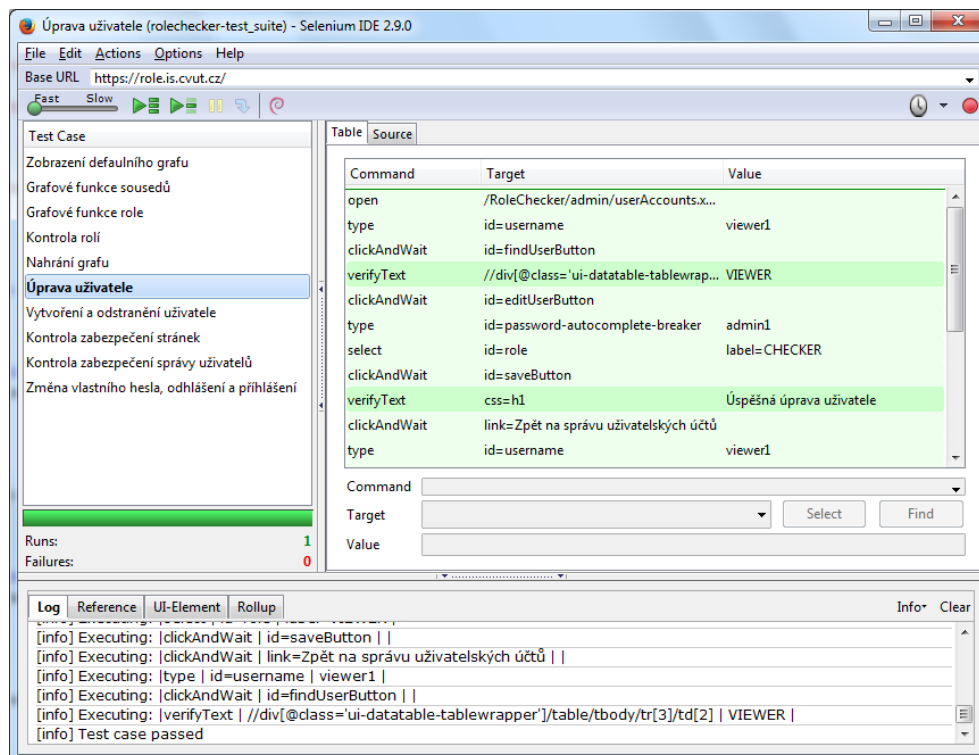 Úprava uživatele (rolechecker-test_suite) - Selenium IDE 2.9.0
File Edit Actions Options Help
Base URL https://role.is.cvut.cz/
Fast Slow
Test Case
Zobrazení defaulního grafu
Grafové funkce sousedů
Grafové funkce role
Kontrola rolí
Nahrání grafu
Úprava uživatele
Vytvoření a odstranění uživatele
Kontrola zabezpečení stránek
Kontrola zabezpečení správy uživatelů
Změna vlastního hesla, odhlášení a příhlášení
Runs: 1
Failures: 0
Table Source
Command Target Value
open /RoleChecker/admin/userAccounts.x...
type id=username viewer1
clickAndWait id=findUserButton
verifyText //div[@class='ui-datatable-tablewrap... VIEWER
clickAndWait id=editUserButton
type id=password-autocomplete-breaker admin1
select id=role label=CHECKER
clickAndWait id=saveButton
verifyText css=h1 Úspěšná úprava uživatele
clickAndWait link=Zpět na správu uživatelských účtů
type id=username viewer1
Command
Target Select Find
Value
Log Reference UI-Element Rollup Info Clear
[info] Executing: |clickAndWait | id=saveButton | |
[info] Executing: |clickAndWait | link=Zpět na správu uživatelských účtů | |
[info] Executing: |type | id=username | viewer1 |
[info] Executing: |clickAndWait | id=findUserButton | |
[info] Executing: |verifyText | //div[@class='ui-datatable-tablewrapper']/table/tbody/tr[3]/td[2] | VIEWER |
[info] Test case passed